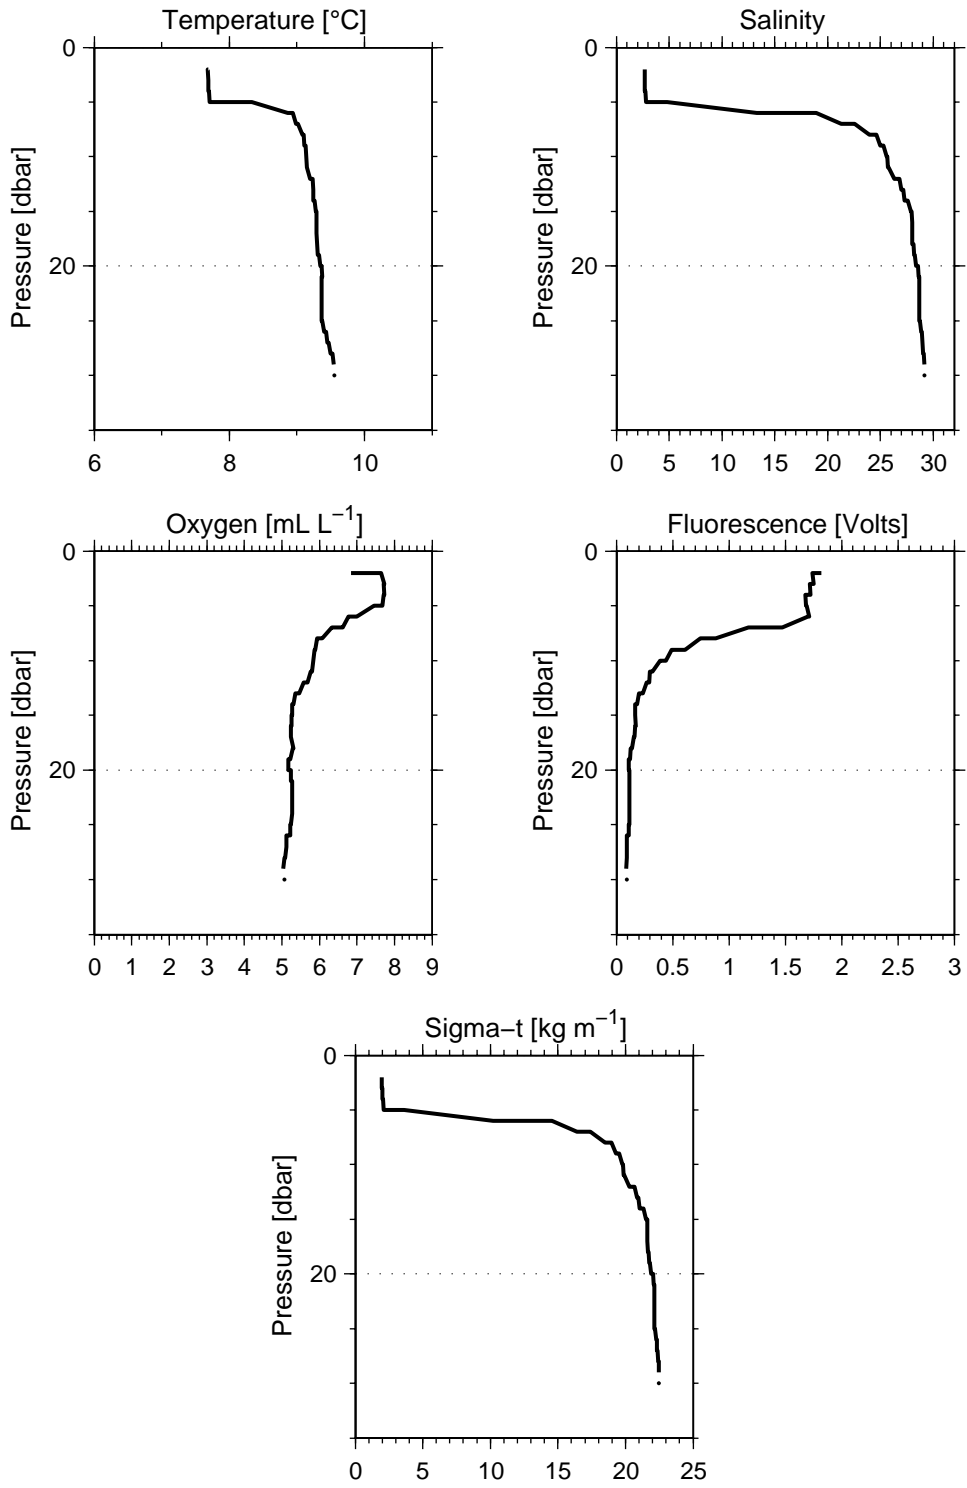 Temperature [°C]
0
20
Pressure [dbar]
6 8 10
Salinity
0
20
Pressure [dbar]
0 5 10 15 20 25 30
Oxygen [mL L−1]
0
20
Pressure [dbar]
0 1 2 3 4 5 6 7 8 9
Fluorescence [Volts]
0
20
Pressure [dbar]
0 0.5 1 1.5 2 2.5 3
Sigma−t [kg m−1]
0
20
Pressure [dbar]
0 5 10 15 20 25